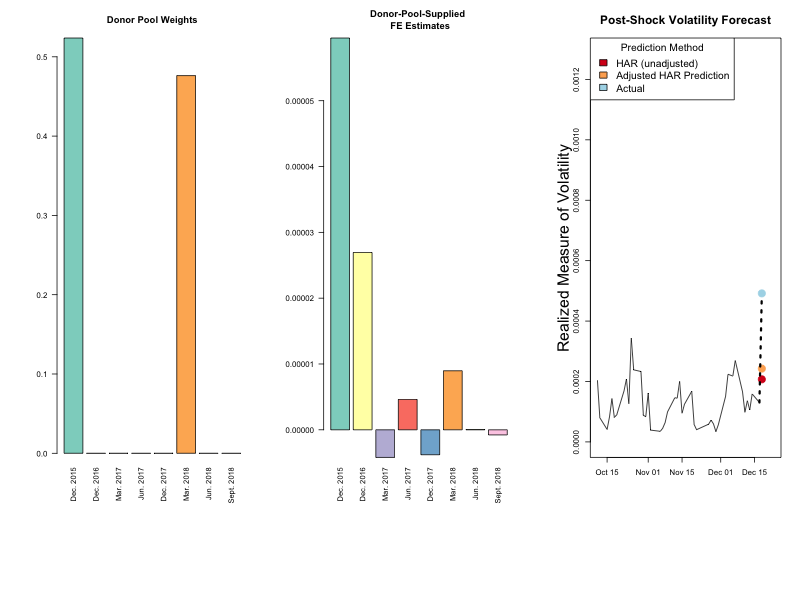 Donor Pool Weights
0.5
0.4
0.3
0.2
0.1
0.0
Dec. 2015
Dec. 2016
Mar. 2017
Jun. 2017
Dec. 2017
Mar. 2018
Jun. 2018
Sept. 2018
Donor-Pool-Supplied
FE Estimates
0.00005
0.00004
0.00003
0.00002
0.00001
0.00000
Dec. 2015
Dec. 2016
Mar. 2017
Jun. 2017
Dec. 2017
Mar. 2018
Jun. 2018
Sept. 2018
Post-Shock Volatility Forecast
Prediction Method
HAR (unadjusted)
Adjusted HAR Prediction
Actual
Realized Measure of Volatility
0.0012
0.0010
0.0008
0.0006
0.0004
0.0002
0.0000
Oct 15
Nov 01
Nov 15
Dec 01
Dec 15